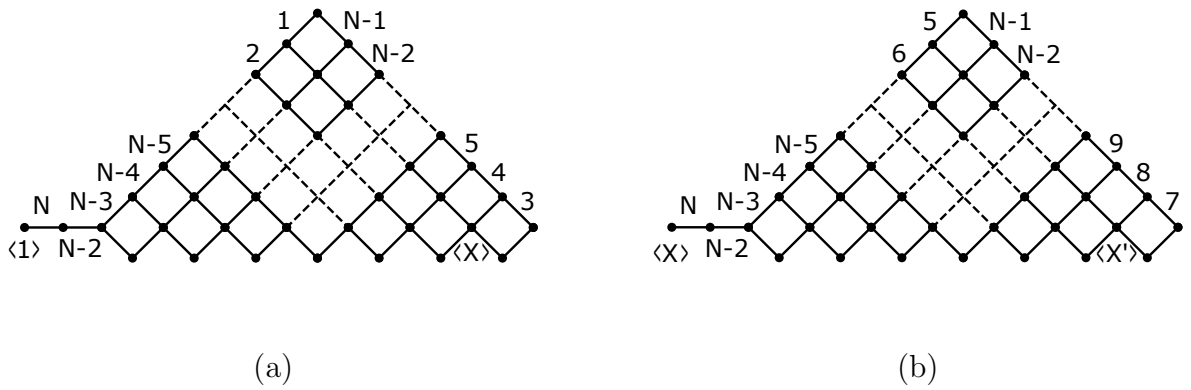 1 N-1
2 N-2
N-5 5
N-4 4
N N-3 3
⟨1⟩ N-2 ⟨X⟩
(a)
5 N-1
6 N-2
N-5 9
N-4 8
N N-3 7
⟨X⟩ N-2 ⟨X'⟩
(b)